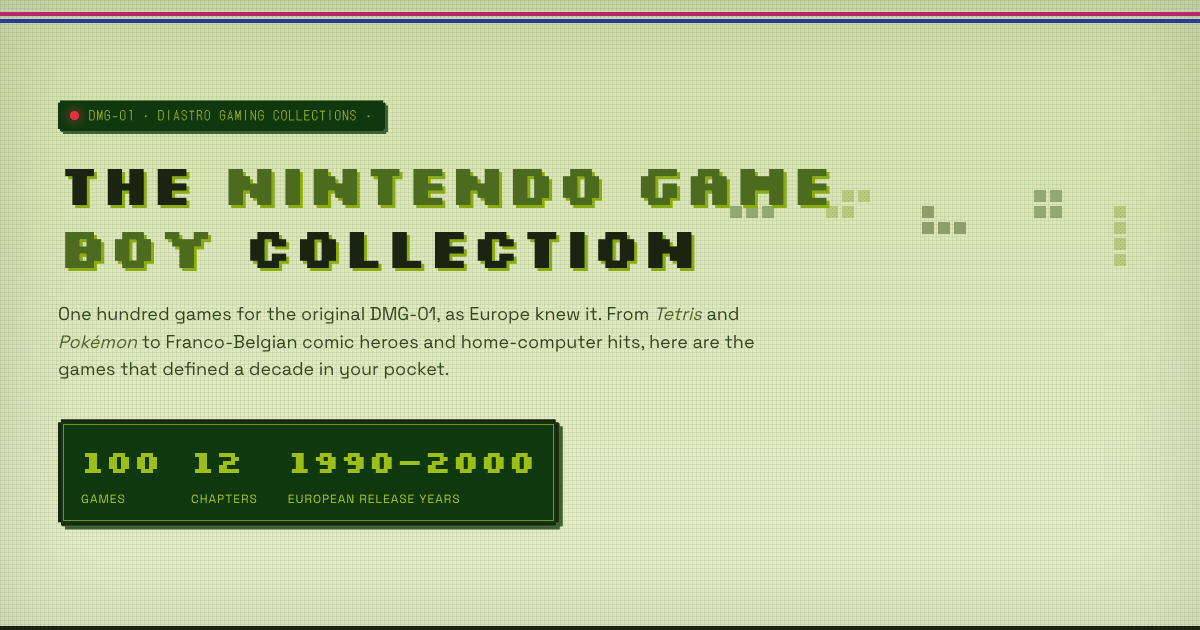 DMG-01 · DIASTRO GAMING COLLECTIONS ·
THE NINTENDO GAME
BOY COLLECTION
One hundred games for the original DMG-01, as Europe knew it. From Tetris and
Pokémon to Franco-Belgian comic heroes and home-computer hits, here are the
games that defined a decade in your pocket.
100 12 1990–2000
GAMES CHAPTERS EUROPEAN RELEASE YEARS